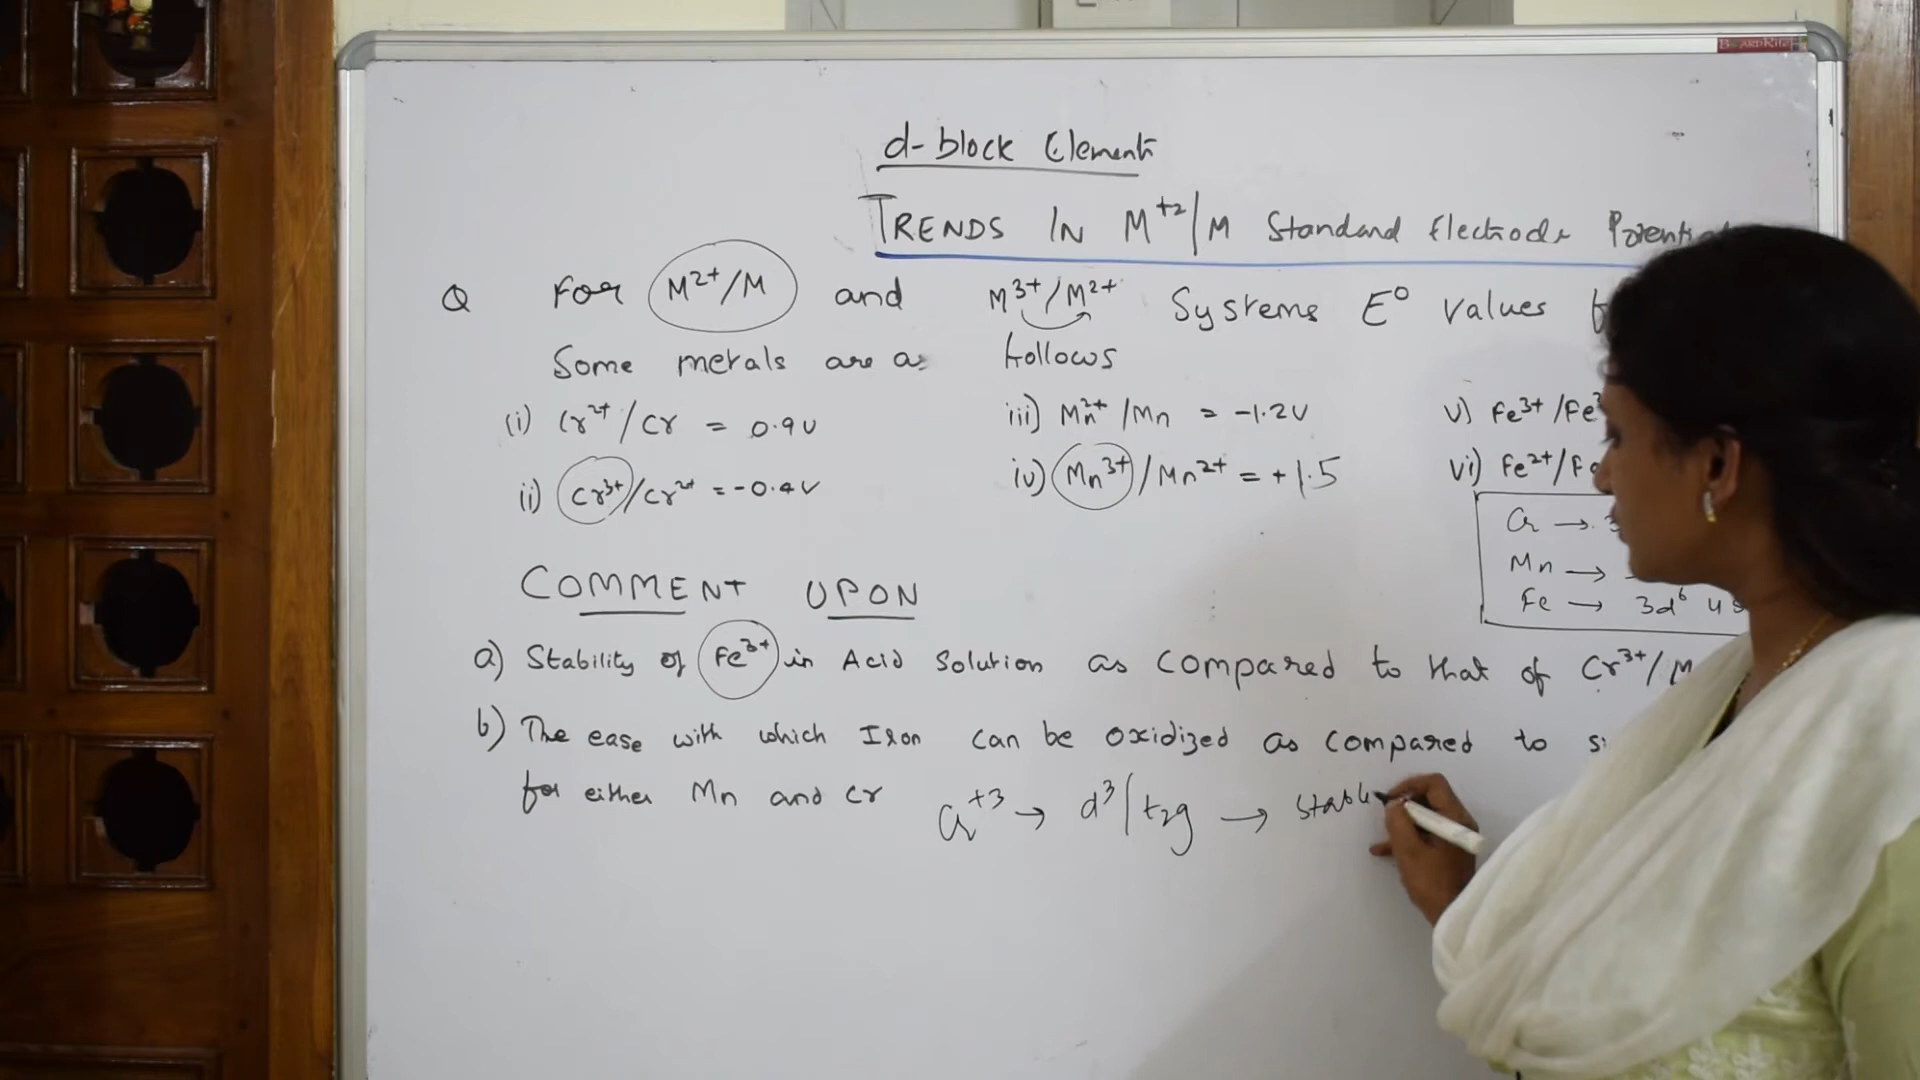 d-block Element
TRENDS IN M⁺²/M Standard Electrode
Q For M²⁺/M and M³⁺/M²⁺ Systems E⁰ values
Some metals are as follows
(i) Cr²⁺/Cr = 0.9V
(ii) Cr³⁺/Cr²⁺ = -0.4V
iii) Mn²⁺/Mn = -1.2V
iv) Mn³⁺/Mn²⁺ = +1.5
v) Fe³⁺/Fe
vi) Fe²⁺/Fe
Cr →
Mn →
Fe → 3d⁶ 4s
COMMENT UPON
a) Stability of Fe³⁺ in Acid Solution as compared to that of Cr³⁺/M
b) The ease with which Iron can be oxidized as compared to
for either Mn and Cr
Cr⁺³ → d³/t₂g → Stable